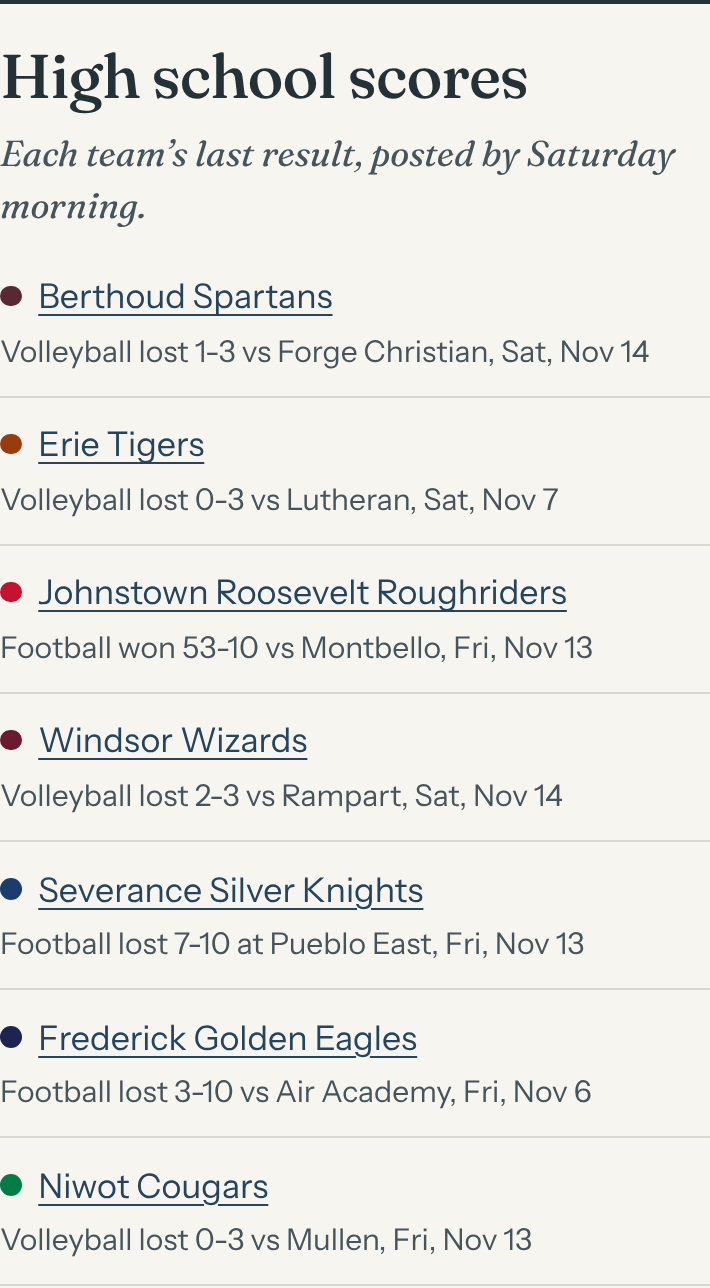 High school scores
Each team’s last result, posted by Saturday
morning.
Berthoud Spartans
Volleyball lost 1–3 vs Forge Christian, Sat, Nov 14
Erie Tigers
Volleyball lost 0–3 vs Lutheran, Sat, Nov 7
Johnstown Roosevelt Roughriders
Football won 53–10 vs Montbello, Fri, Nov 13
Windsor Wizards
Volleyball lost 2–3 vs Rampart, Sat, Nov 14
Severance Silver Knights
Football lost 7–10 at Pueblo East, Fri, Nov 13
Frederick Golden Eagles
Football lost 3–10 vs Air Academy, Fri, Nov 6
Niwot Cougars
Volleyball lost 0–3 vs Mullen, Fri, Nov 13